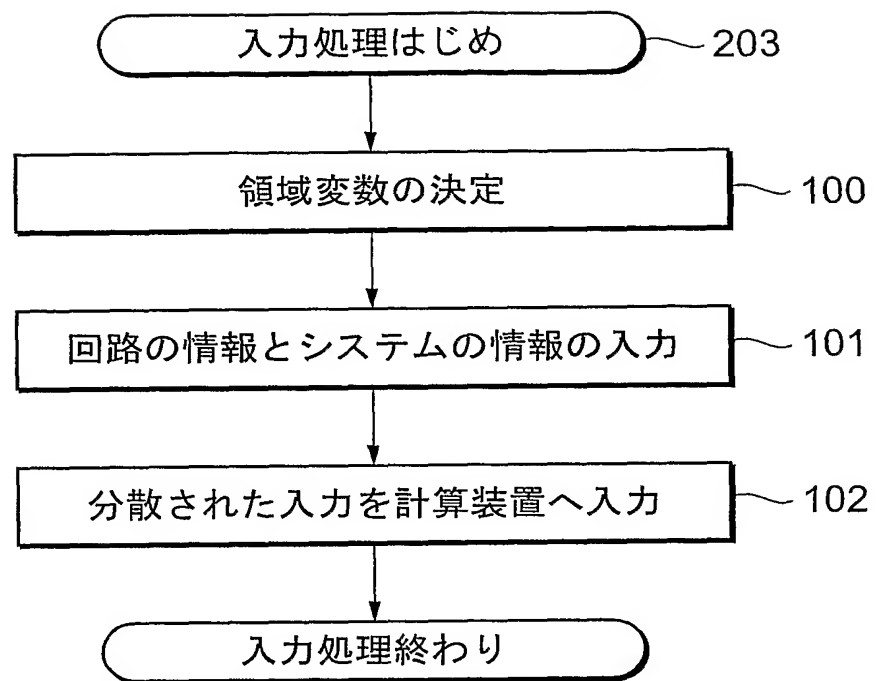 入力処理はじめ 203
領域変数の決定 100
回路の情報とシステムの情報の入力 101
分散された入力を計算装置へ入力 102
入力処理終わり